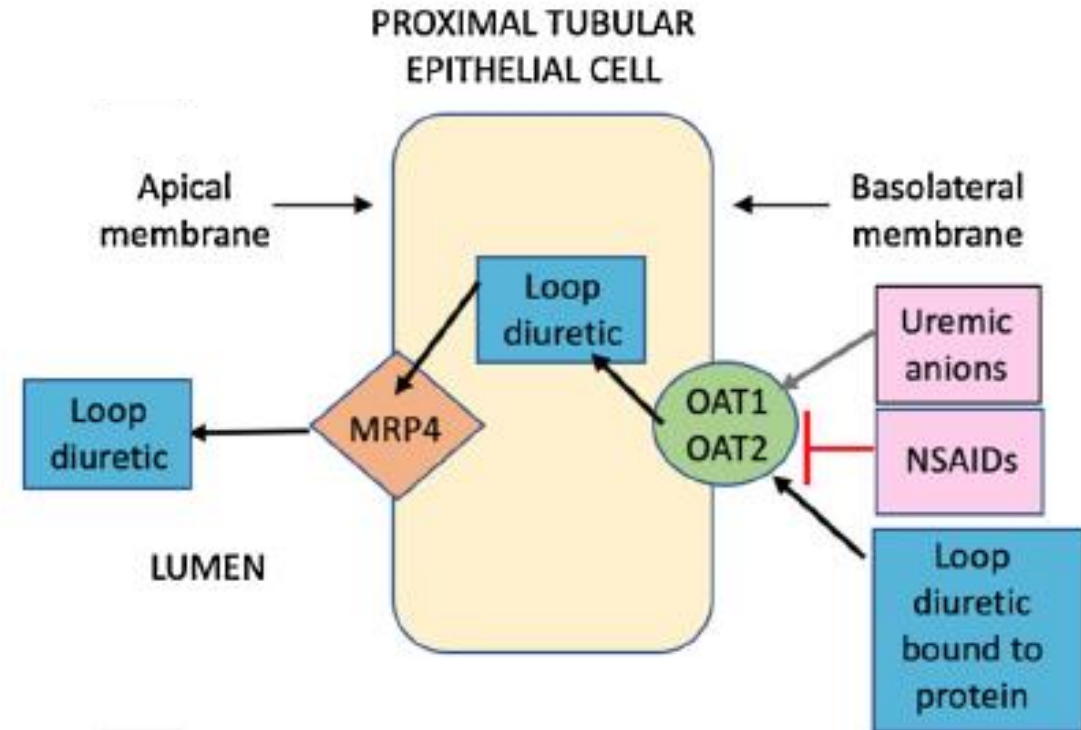 PROXIMAL TUBULAR
EPITHELIAL CELL
Apical
membrane
Basolateral
membrane
Loop
diuretic
Uremic
anions
Loop
diuretic
MRP4
OAT1
OAT2
NSAIDs
LUMEN
Loop
diuretic
bound to
protein